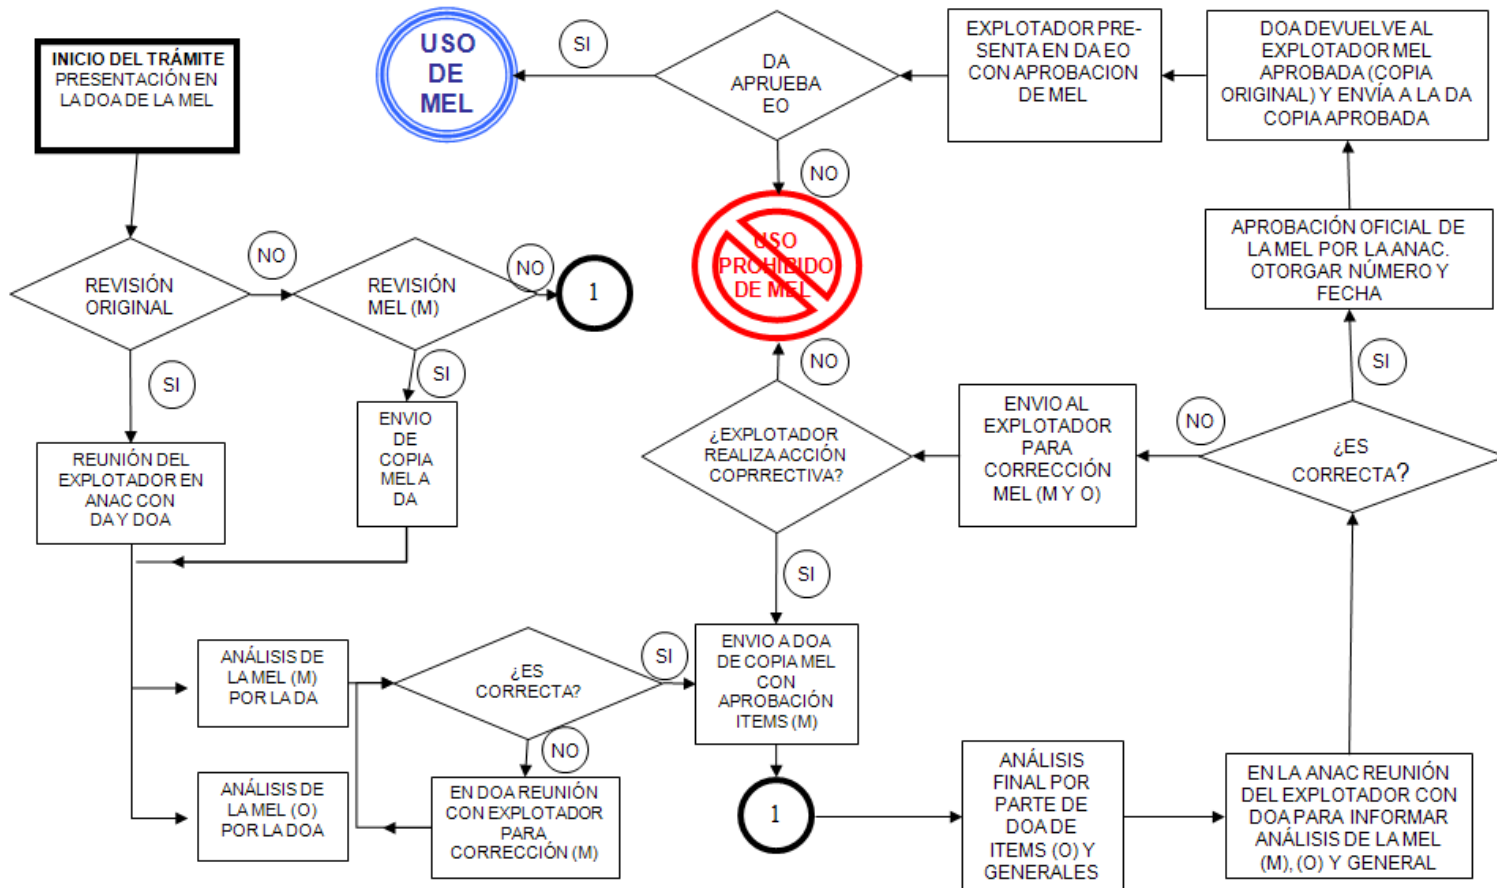 INICIO DEL TRÁMITE
PRESENTACIÓN EN
LA DOA DE LA MEL
USO
DE
MEL
SI
DA
APRUEBA
EO
EXPLOTADOR PRE-
SENTA EN DA EO
CON APROBACION
DE MEL
DOA DEVUELVE AL
EXPLOTADOR MEL
APROBADA (COPIA
ORIGINAL) Y ENVÍA A LA DA
COPIA APROBADA
NO
USO
PROHIBIDO
DE MEL
APROBACIÓN OFICIAL DE
LA MEL POR LA ANAC.
OTORGAR NÚMERO Y
FECHA
REVISIÓN
ORIGINAL
NO
REVISIÓN
MEL (M)
NO
1
SI
SI
NO
SI
ENVIO
DE
COPIA
MEL A
DA
REUNIÓN DEL
EXPLOTADOR EN
ANAC CON
DA Y DOA
¿EXPLOTADOR
REALIZA ACCIÓN
COPRRECTIVA?
ENVIO AL
EXPLOTADOR
PARA
CORRECCIÓN
MEL (M Y O)
NO
¿ES
CORRECTA?
SI
ANÁLISIS DE
LA MEL (M)
POR LA DA
¿ES
CORRECTA?
SI
ENVIO A DOA
DE COPIA MEL
CON
APROBACIÓN
ITEMS (M)
NO
ANÁLISIS DE
LA MEL (O)
POR LA DOA
EN DOA REUNIÓN
CON EXPLOTADOR
PARA
CORRECCIÓN (M)
1
ANÁLISIS
FINAL POR
PARTE DE
DOA DE
ITEMS (O) Y
GENERALES
EN LA ANAC REUNIÓN
DEL EXPLOTADOR CON
DOA PARA INFORMAR
ANÁLISIS DE LA MEL
(M), (O) Y GENERAL